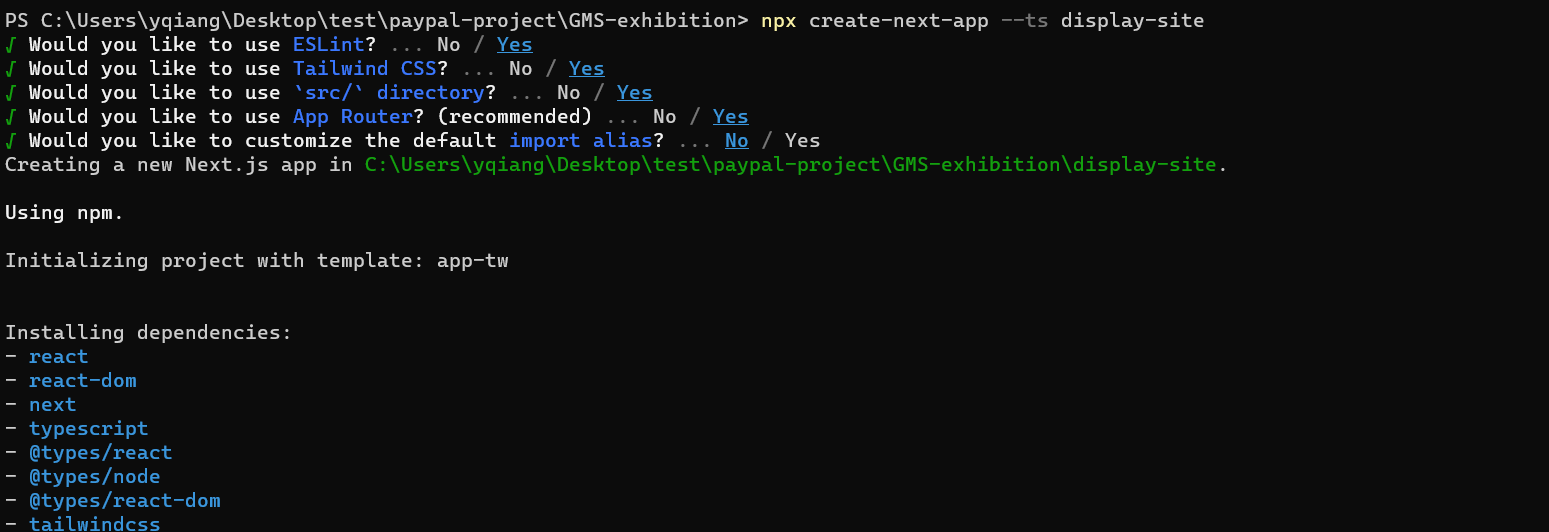 PS C:\Users\yqiang\Desktop\test\paypal-project\GMS-exhibition> npx create-next-app --ts display-site
√ Would you like to use ESLint? ... No / Yes
√ Would you like to use Tailwind CSS? ... No / Yes
√ Would you like to use `src/` directory? ... No / Yes
√ Would you like to use App Router? (recommended) ... No / Yes
√ Would you like to customize the default import alias? ... No / Yes
Creating a new Next.js app in C:\Users\yqiang\Desktop\test\paypal-project\GMS-exhibition\display-site.
Using npm.
Initializing project with template: app-tw
Installing dependencies:
- react
- react-dom
- next
- typescript
- @types/react
- @types/node
- @types/react-dom
- tailwindcss